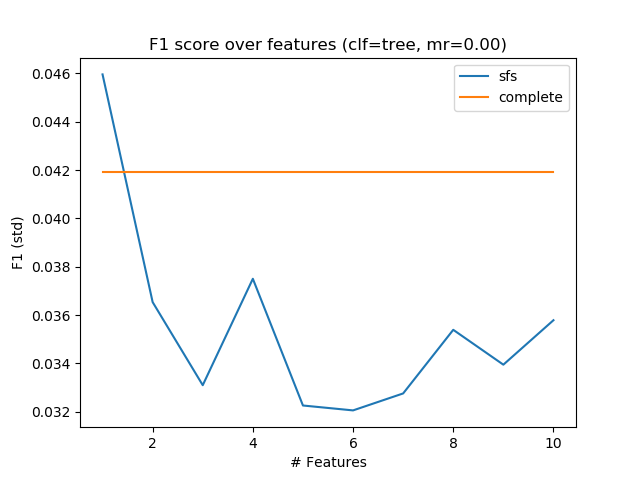 F1 score over features (clf=tree, mr=0.00)
sfs
complete
0.046
0.044
0.042
0.040
0.038
0.036
0.034
0.032
F1 (std)
2
4
6
8
10
# Features